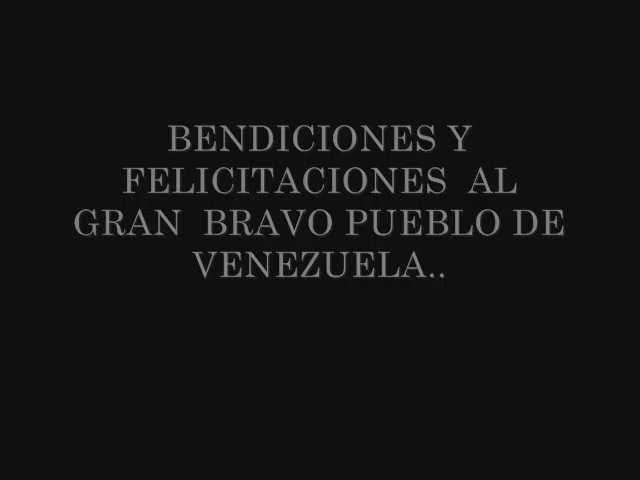 BENDICIONES Y
FELICITACIONES  AL
GRAN  BRAVO PUEBLO DE
VENEZUELA..